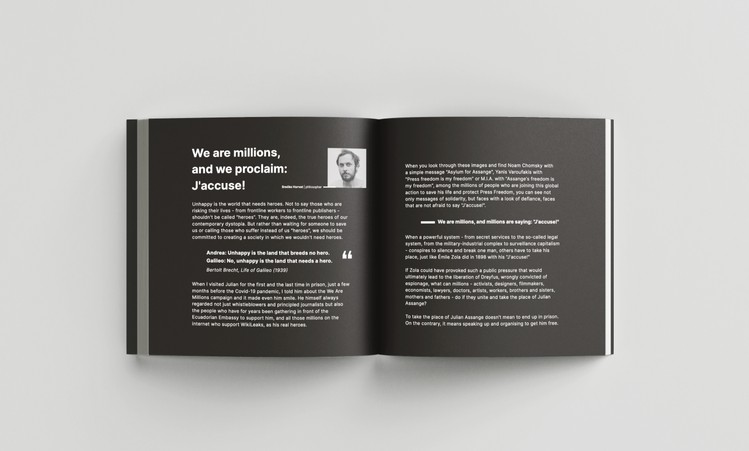 We are millions,
and we proclaim:
J'accuse!
Srećko Horvat | philosopher
Unhappy is the world that needs heroes. Not to say those who are
risking their lives - from frontline workers to frontline publishers -
shouldn't be called "heroes". They are, indeed, the true heroes of our
contemporary dystopia. But rather than waiting for someone to save
us or calling those who suffer instead of us "heroes", we should be
committed to creating a society in which we wouldn't need heroes.
Andrea: Unhappy is the land that breeds no hero.
Galileo: No, unhappy is the land that needs a hero.
Bertolt Brecht, Life of Galileo (1939)
When I visited Julian for the first and the last time in prison, just a few
months before the Covid-19 pandemic, I told him about the We Are
Millions campaign and it made even him smile. He himself always
regarded not just whistleblowers and principled journalists but also
the people who have for years been gathering in front of the
Ecuadorian Embassy to support him, and all those millions on the
internet who support WikiLeaks, as his real heroes.
When you look through these images and find Noam Chomsky with
a simple message "Asylum for Assange", Yanis Varoufakis with
"Press freedom is my freedom" or M.I.A. with "Assange's freedom is
my freedom", among the millions of people who are joining this global
action to save his life and protect Press Freedom, you can see not
only messages of solidarity, but faces with a look of defiance, faces
that are not afraid to say "J'accuse!".
We are millions, and millions are saying: "J'accuse!"
When a powerful system - from secret services to the so-called legal
system, from the military-industrial complex to surveillance capitalism
- conspires to silence and break one man, others have to take his
place, just like Émile Zola did in 1898 with his "J'accuse!"
If Zola could have provoked such a public pressure that would
ultimately lead to the liberation of Dreyfus, wrongly convicted of
espionage, what can millions - activists, designers, filmmakers,
economists, lawyers, doctors, artists, workers, brothers and sisters,
mothers and fathers - do if they unite and take the place of Julian
Assange?
To take the place of Julian Assange doesn't mean to end up in prison.
On the contrary, it means speaking up and organising to get him free.